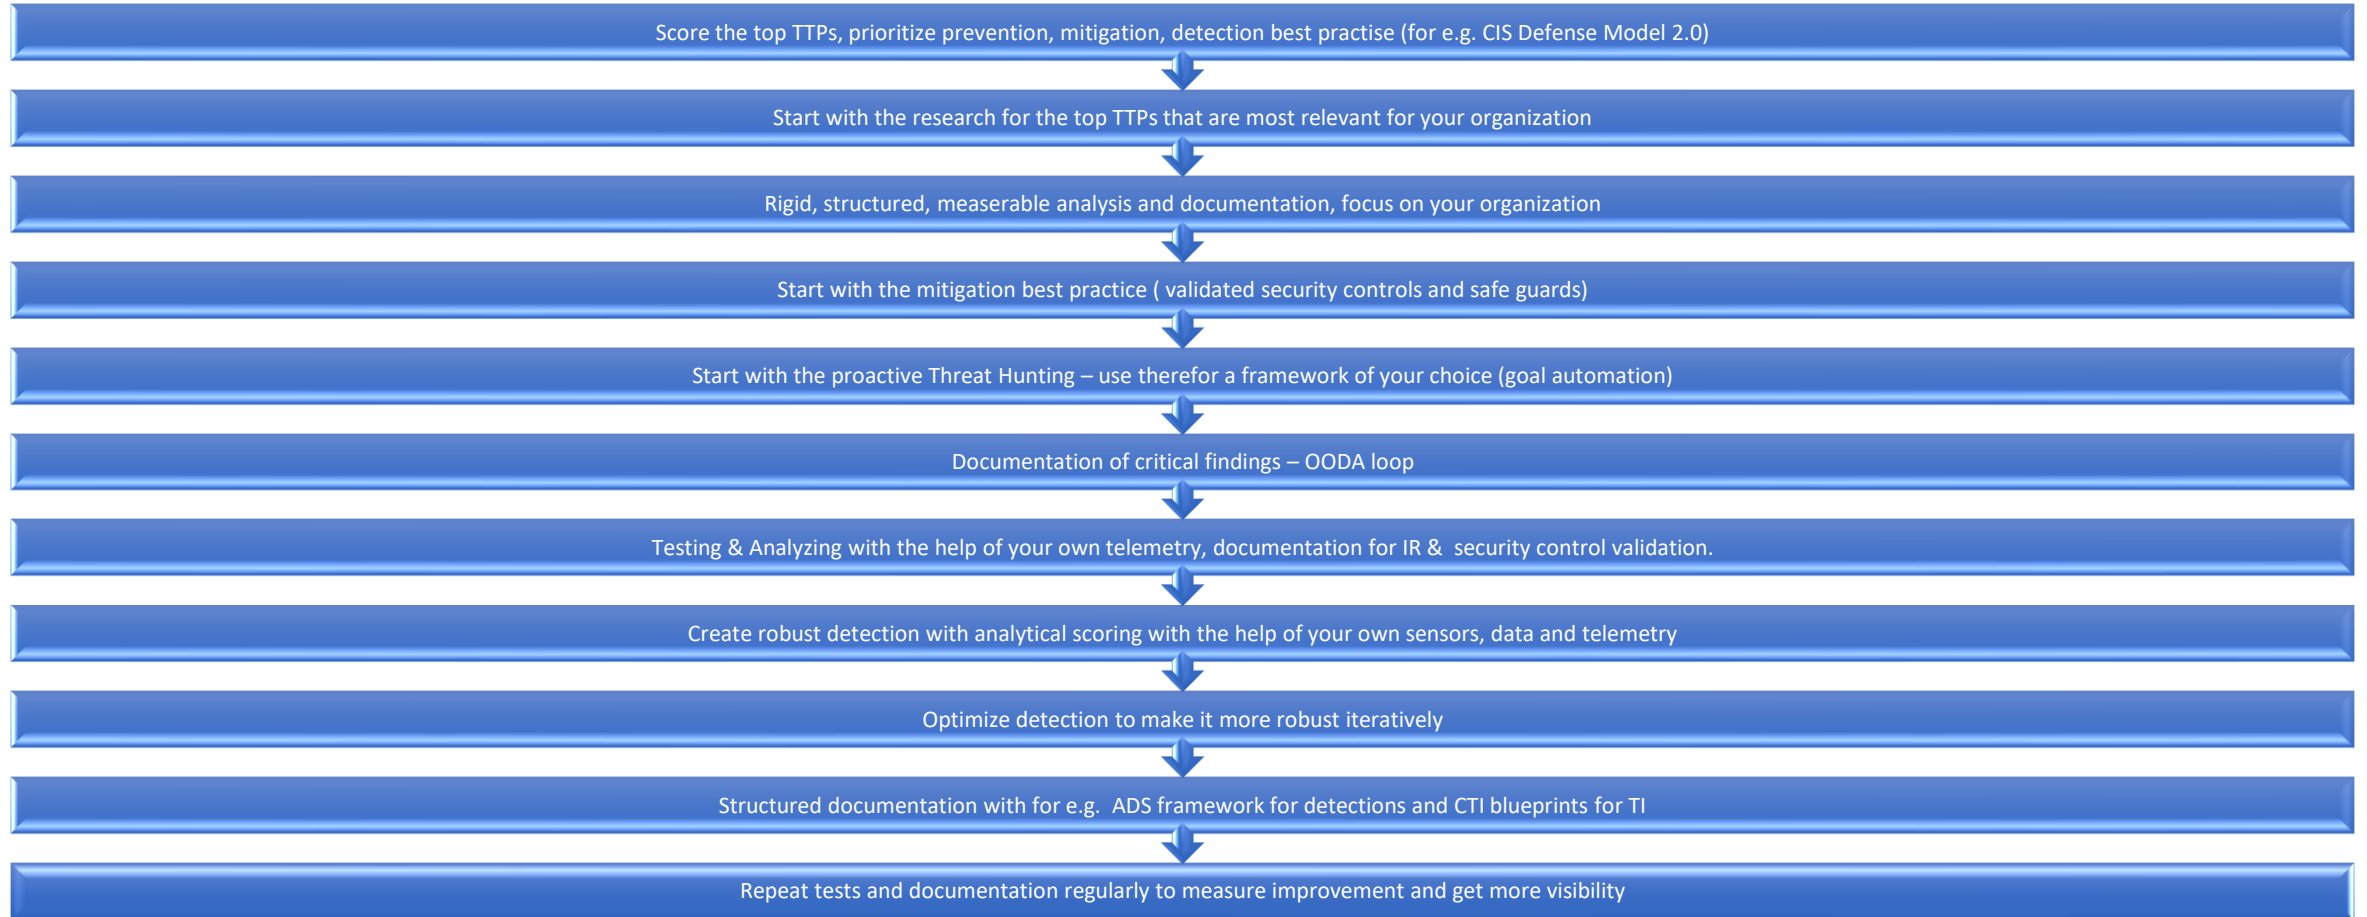 Score the top TTPs, prioritize prevention, mitigation, detection best practise (for e.g. CIS Defense Model 2.0)
Start with the research for the top TTPs that are most relevant for your organization
Rigid, structured, measerable analysis and documentation, focus on your organization
Start with the mitigation best practice ( validated security controls and safe guards)
Start with the proactive Threat Hunting – use therefor a framework of your choice (goal automation)
Documentation of critical findings – OODA loop
Testing & Analyzing with the help of your own telemetry, documentation for IR &  security control validation.
Create robust detection with analytical scoring with the help of your own sensors, data and telemetry
Optimize detection to make it more robust iteratively
Structured documentation with for e.g.  ADS framework for detections and CTI blueprints for TI
Repeat tests and documentation regularly to measure improvement and get more visibility